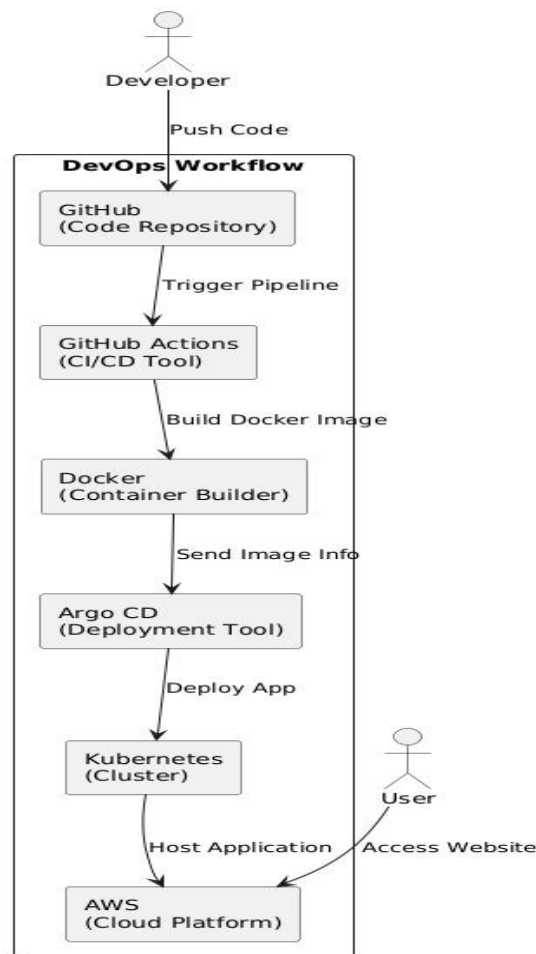 Developer
Push Code
DevOps Workflow
GitHub
(Code Repository)
Trigger Pipeline
GitHub Actions
(CI/CD Tool)
Build Docker Image
Docker
(Container Builder)
Send Image Info
Argo CD
(Deployment Tool)
Deploy App
Kubernetes
(Cluster)
User
Host Application
Access Website
AWS
(Cloud Platform)